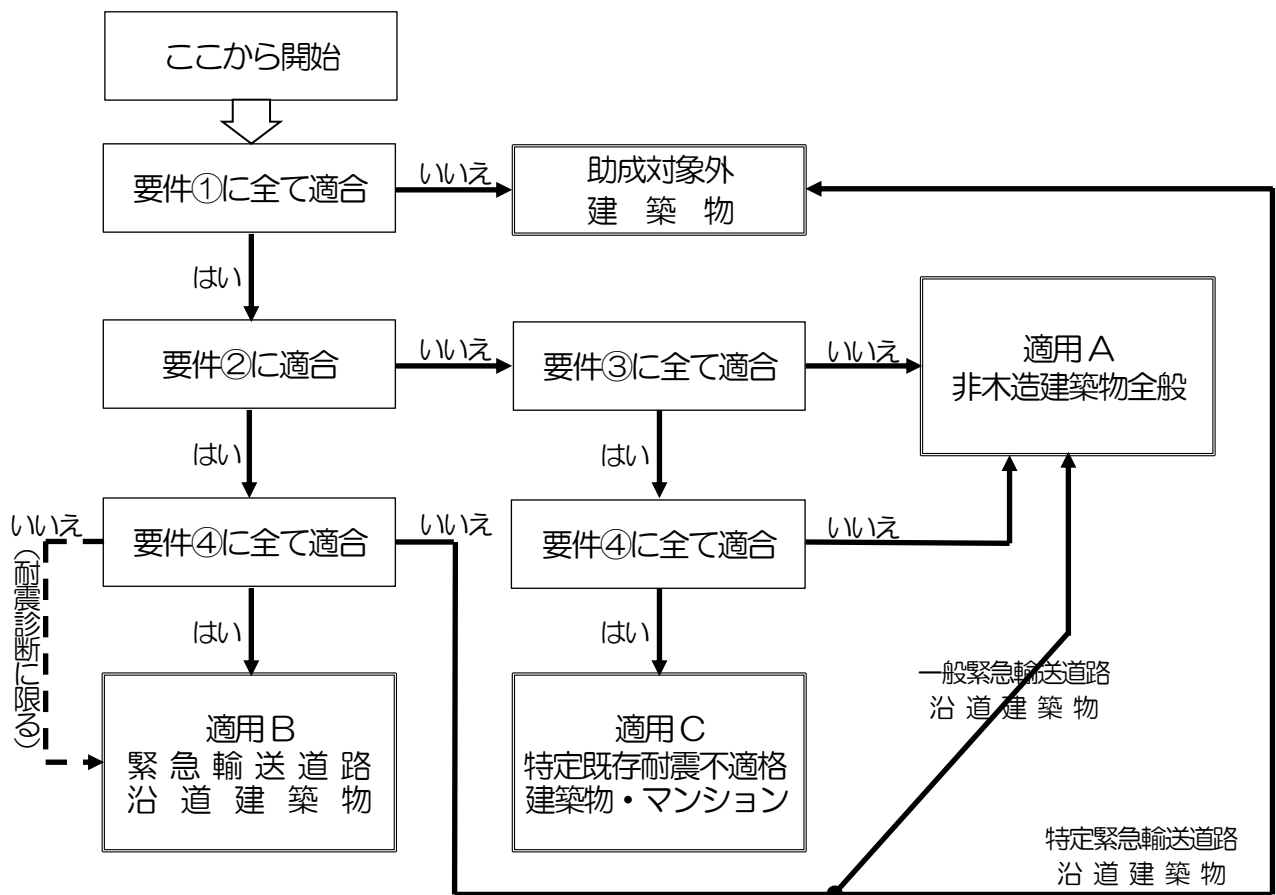 ここから開始
要件①に全て適合
いいえ
助成対象外
建築物
はい
要件②に適合
いいえ
要件③に全て適合
いいえ
適用A
非木造建築物全般
はい
はい
いいえ
(耐震診断に限る)
要件④に全て適合
いいえ
要件④に全て適合
いいえ
はい
はい
一般緊急輸送道路
沿道建築物
適用B
緊急輸送道路
沿道建築物
適用C
特定既存耐震不適格
建築物・マンション
特定緊急輸送道路
沿道建築物